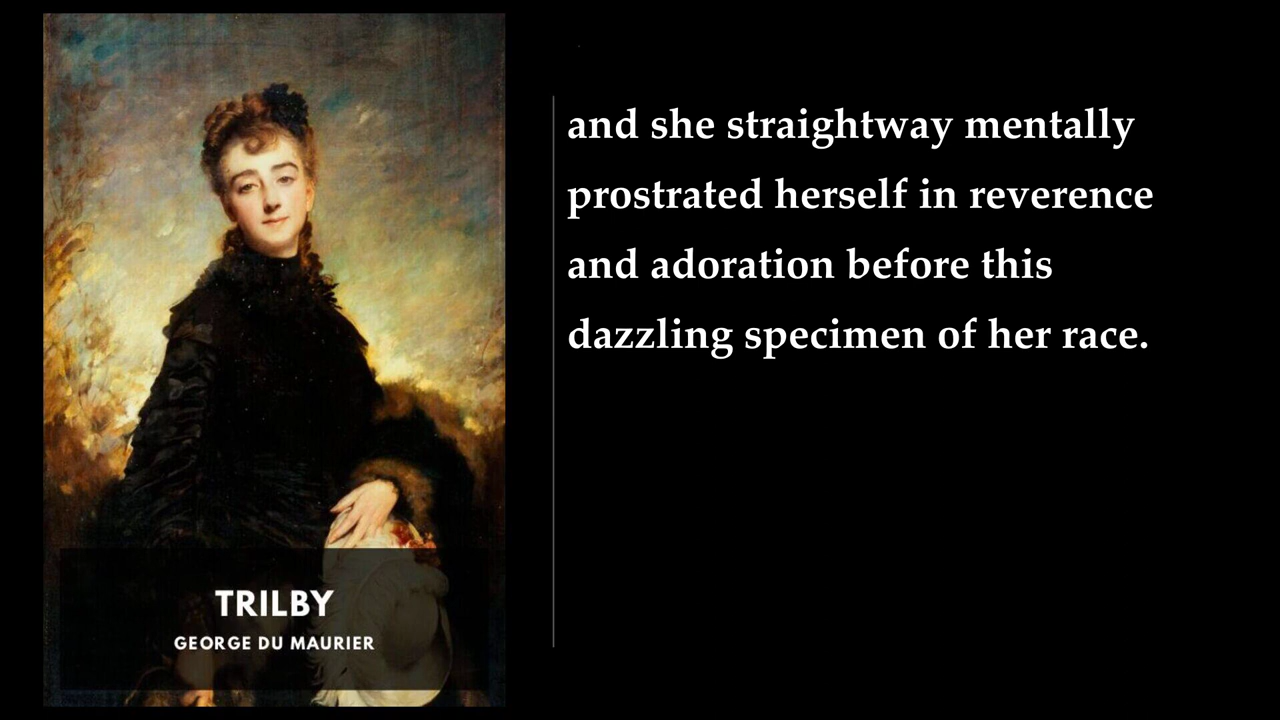 TRILBY
GEORGE DU MAURIER
and she straightway mentally
prostrated herself in reverence
and adoration before this
dazzling specimen of her race.